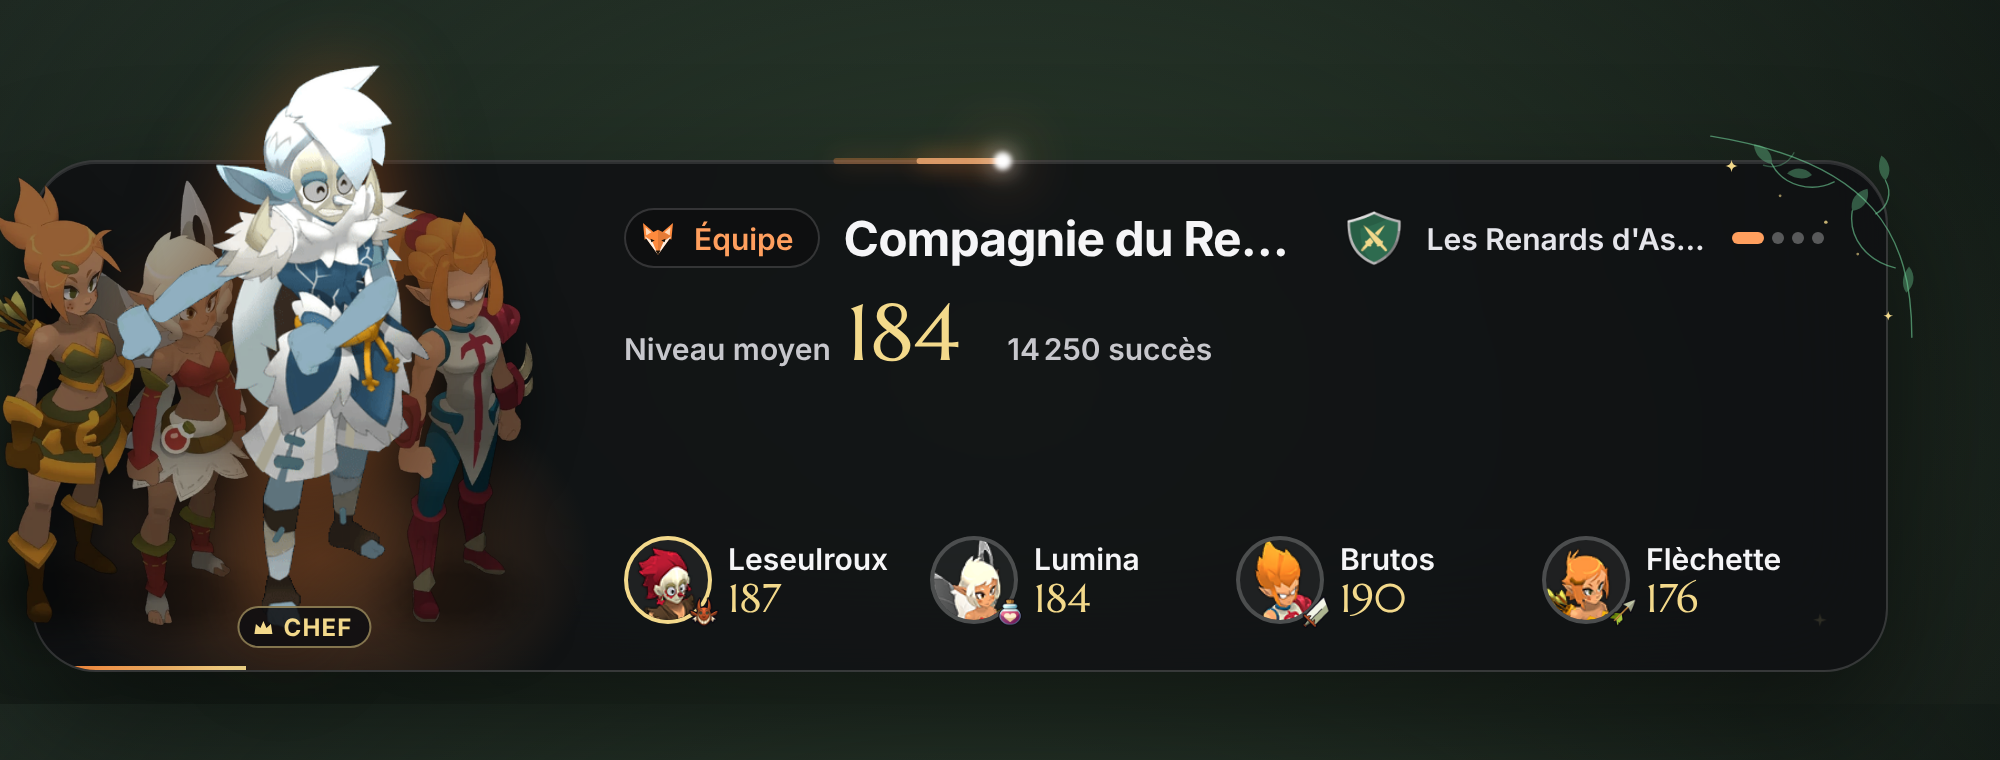 Équipe
Compagnie du Re...
Les Renards d'As...
Niveau moyen 184
14 250 succès
Leseulroux
187
Lumina
184
Brutos
190
Flèchette
176
CHEF